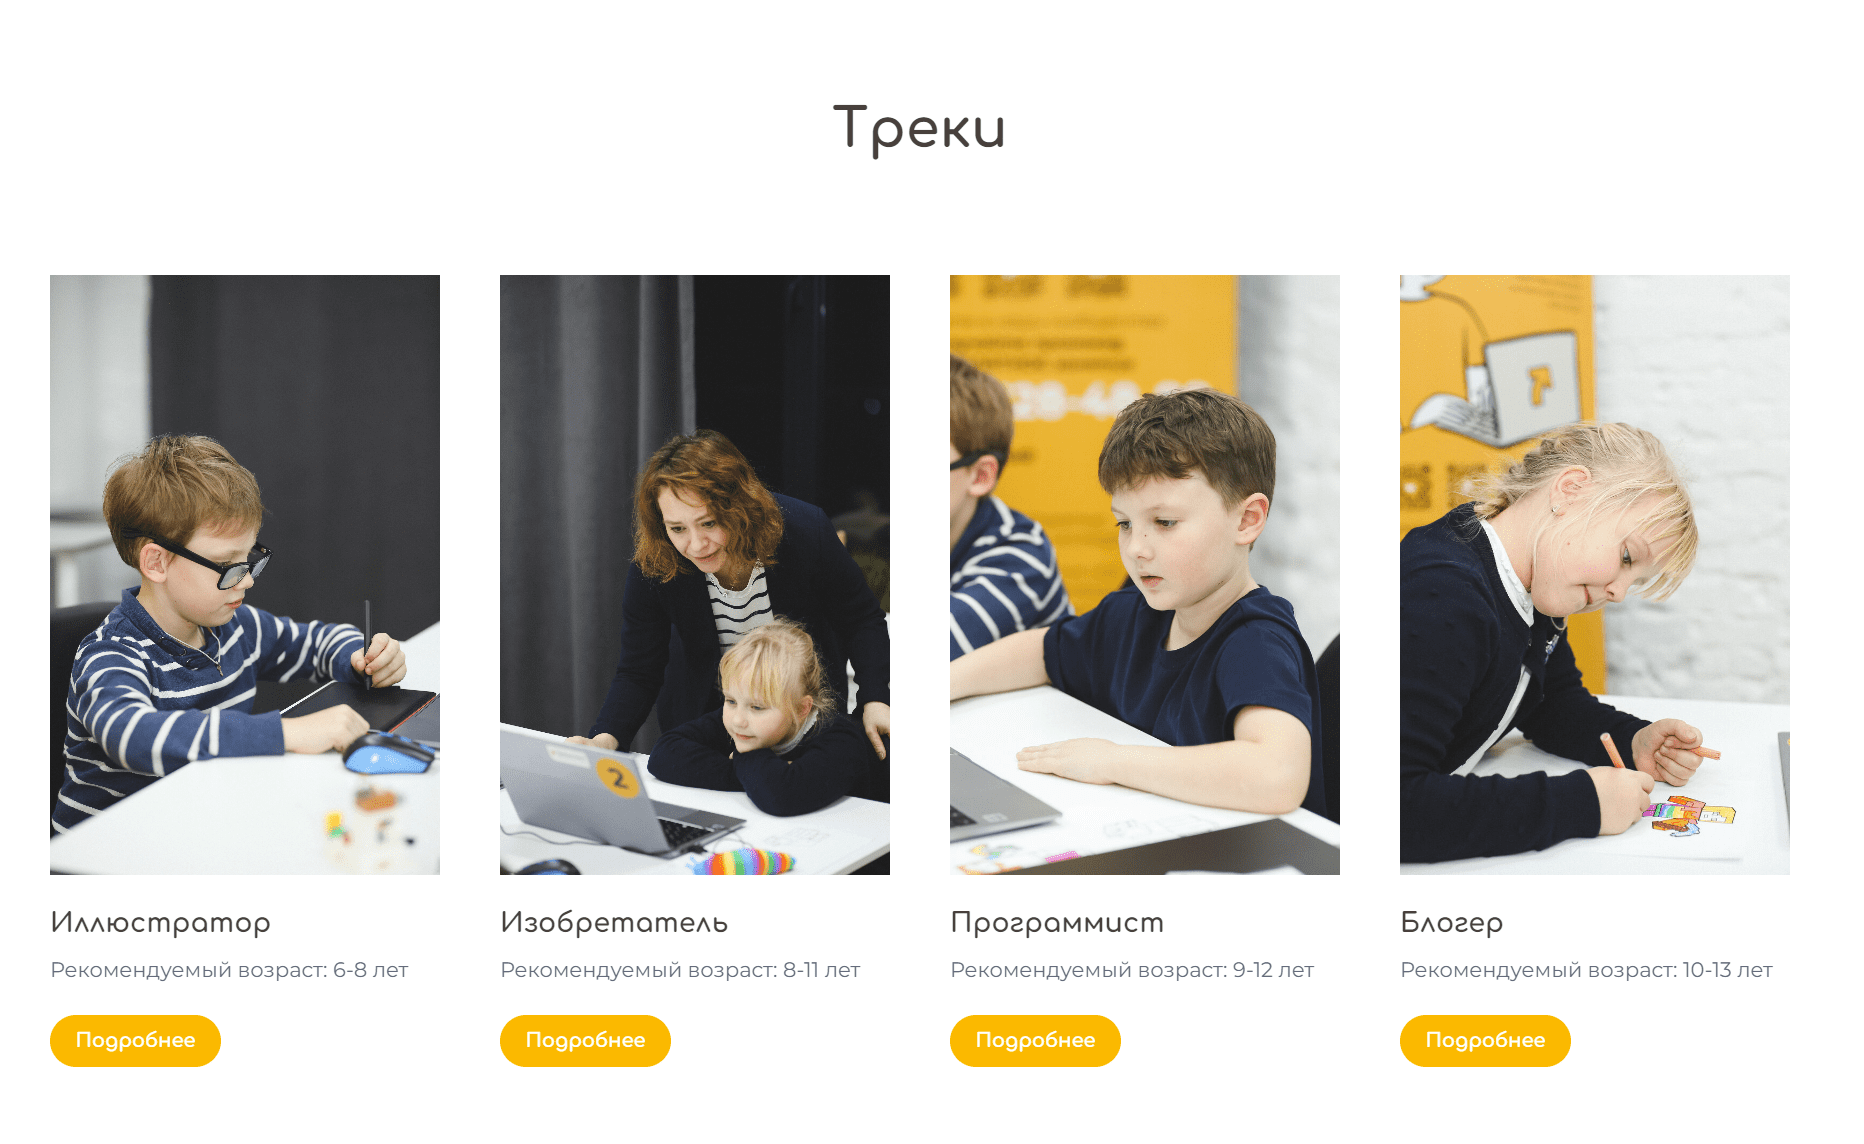 Треки
Иллюстратор
Рекомендуемый возраст: 6-8 лет
Подробнее
Изобретатель
Рекомендуемый возраст: 8-11 лет
Подробнее
2
Программист
Рекомендуемый возраст: 9-12 лет
Подробнее
Блогер
Рекомендуемый возраст: 10-13 лет
Подробнее